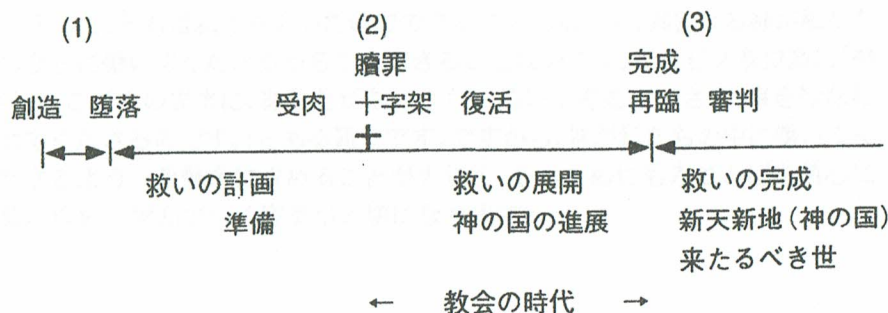 (1) (2) (3)
贖罪 完成
創造 堕落 受肉 十字架 復活 再臨 審判
救いの計画 救いの展開 救いの完成
準備 神の国の進展 新天新地(神の国)
来たるべき世
← 教会の時代 →